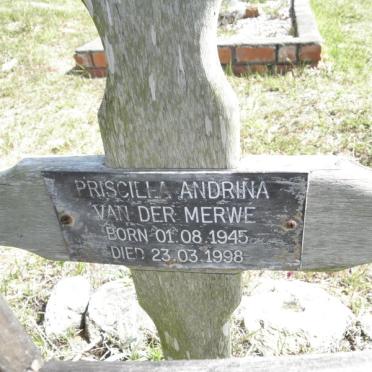 PRISCILLA ANDRINA
VAN DER MERWE
BORN 01.08.1945
DIED 23.03.1998